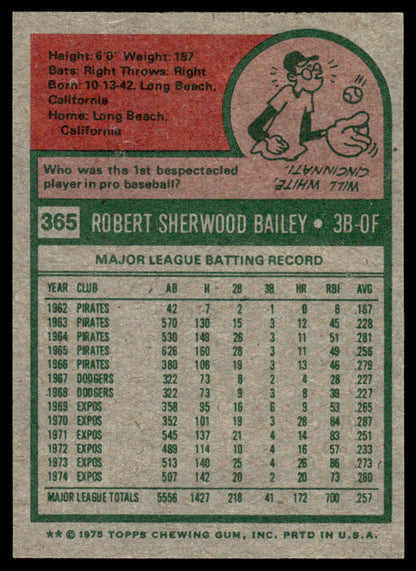 Height: 6'0" Weight: 187
Bats: Right Throws: Right
Born: 10-13-42, Long Beach,
California
Home: Long Beach,
California
Who was the 1st bespectacled
player in pro baseball?
WILL WHITE,
CINCINNATI.
365 ROBERT SHERWOOD BAILEY • 3B-OF
MAJOR LEAGUE BATTING RECORD
YEAR CLUB AB H 2B 3B HR RBI AVG
1962 PIRATES 42 7 2 1 0 6 .167
1963 PIRATES 570 130 15 3 12 45 .228
1964 PIRATES 530 149 26 3 11 51 .281
1965 PIRATES 626 160 28 3 11 49 .256
1966 PIRATES 380 106 19 3 13 46 .279
1967 DODGERS 322 73 8 2 4 28 .227
1968 DODGERS 322 73 9 3 8 39 .227
1969 EXPOS 358 95 16 6 9 53 .265
1970 EXPOS 352 101 19 3 28 84 .287
1971 EXPOS 545 137 21 4 14 83 .251
1972 EXPOS 489 114 10 4 16 57 .233
1973 EXPOS 513 140 25 4 26 86 .273
1974 EXPOS 507 142 20 2 20 73 .280
MAJOR LEAGUE TOTALS 5556 1427 218 41 172 700 .257
** © 1975 TOPPS CHEWING GUM, INC. PRTD IN U.S.A.